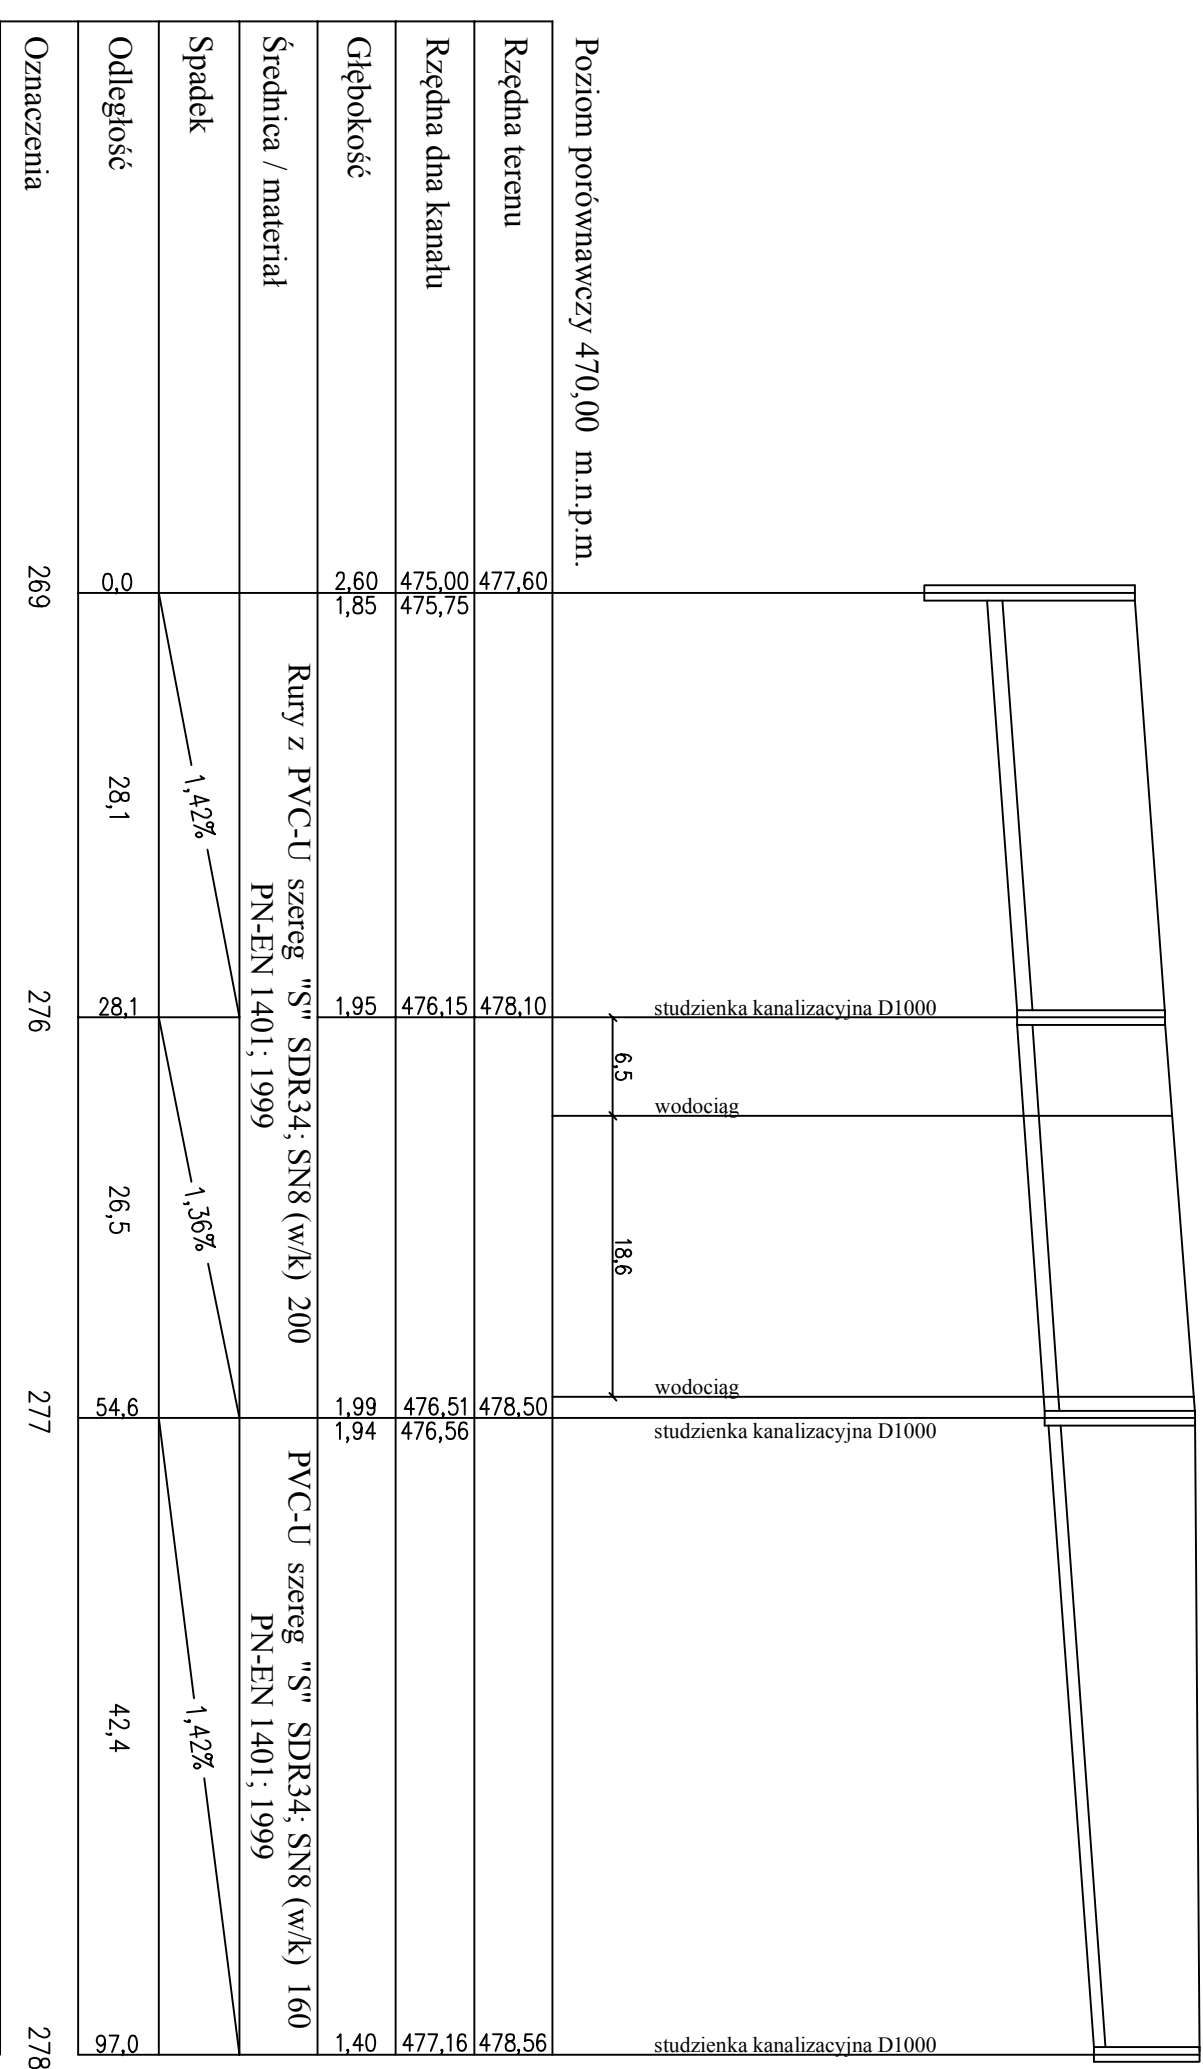 studzienka kanalizacyjna D1000
wodociąg
wodociąg
studzienka kanalizacyjna D1000
studzienka kanalizacyjna D1000
6,5
18,6
Poziom porównawczy 470,00 m.n.p.m.
Rzędna terenu
477,60
478,10
478,50
478,56
Rzędna dna kanału
475,00
475,75
476,15
476,51
476,56
477,16
Głębokość
2,60
1,85
1,95
1,99
1,94
1,40
Średnica / materiał
Rury z PVC-U szereg "S" SDR34; SN8 (w/k) 200
PN-EN 1401; 1999
PVC-U szereg "S" SDR34; SN8 (w/k) 160
PN-EN 1401; 1999
Spadek
1,42%
1,36%
1,42%
Odległość
0,0
28,1
28,1
26,5
54,6
42,4
97,0
Oznaczenia
269
276
277
278